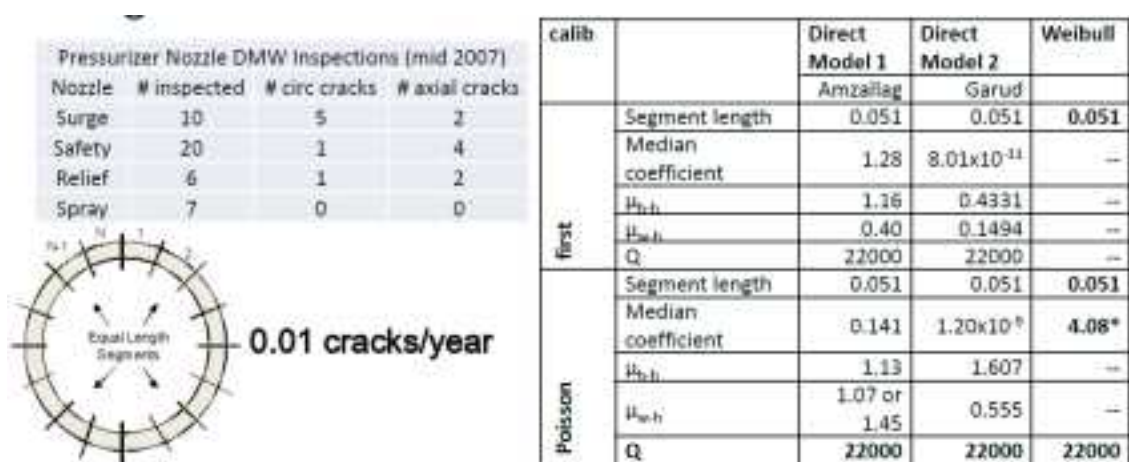 Pressurizer Nozzle DMW Inspections (mid 2007)
Nozzle # inspected # circ cracks # axial cracks
Surge 10 5 2
Safety 20 1 4
Relief 6 1 2
Spray 7 0 0
N-1 N 1 2
Equal Length
Segments
0.01 cracks/year
calib Direct Model 1 Direct Model 2 Weibull
Amzallag Garud
first
Segment length 0.051 0.051 0.051
Median coefficient 1.28 8.01x10⁻¹¹ --
μh-h 1.16 0.4331 --
μw-h 0.40 0.1494 --
Q 22000 22000 --
Poisson
Segment length 0.051 0.051 0.051
Median coefficient 0.141 4.08*
μh-h 1.13 1.607 --
μw-h 1.07 or 1.45 0.555 --
Q 22000 22000 22000